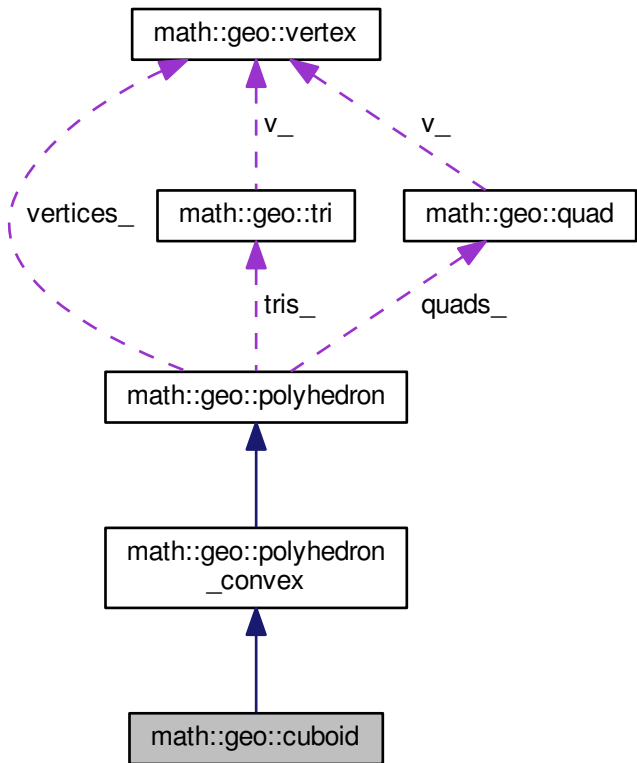 math::geo::vertex
v_
v_
vertices_
math::geo::tri
math::geo::quad
tris_
quads_
math::geo::polyhedron
math::geo::polyhedron
_convex
math::geo::cuboid